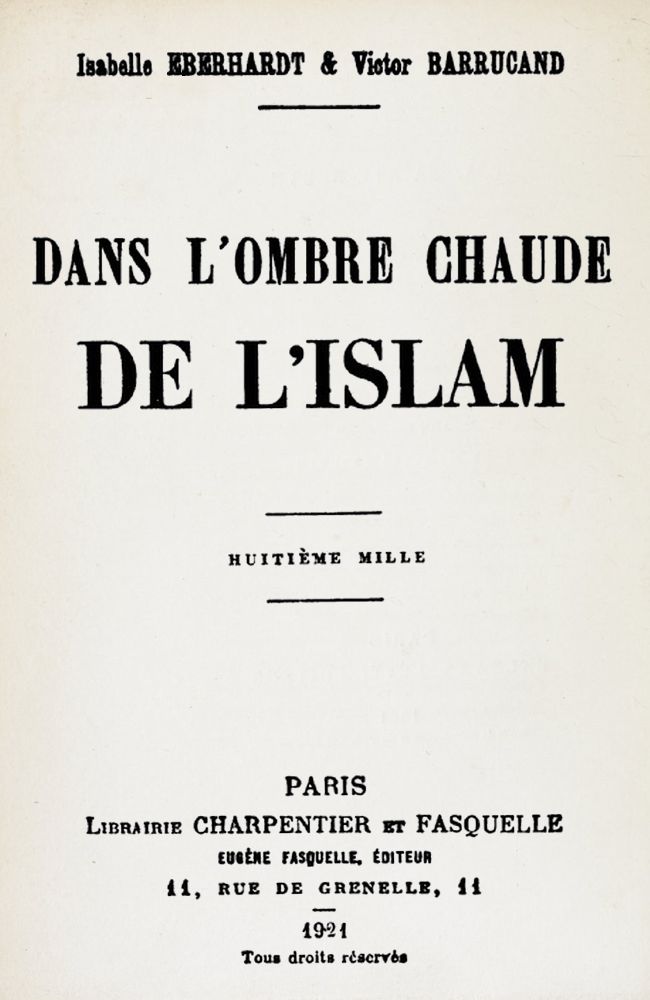 Isabelle EBERHARDT & Victor BARRUCAND
DANS L'OMBRE CHAUDE
DE L'ISLAM
HUITIÈME MILLE
PARIS
LIBRAIRIE CHARPENTIER ET FASQUELLE
EUGÈNE FASQUELLE, ÉDITEUR
11, RUE DE GRENELLE, 11
1921
Tous droits réservés